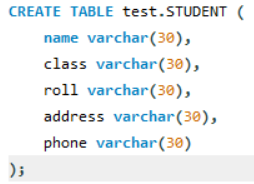 CREATE TABLE test.STUDENT (
name varchar(30),
class varchar(30),
roll varchar(30),
address varchar(30),
phone varchar(30)
);